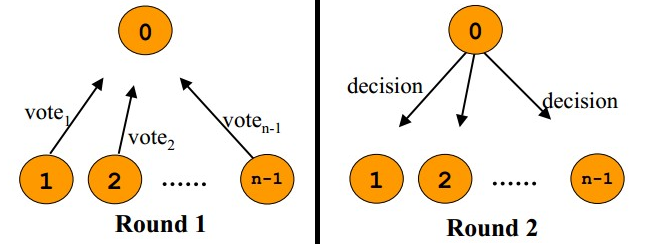 0
vote1
vote2
voten-1
1
2
......
n-1
Round 1
0
decision
decision
1
2
......
n-1
Round 2